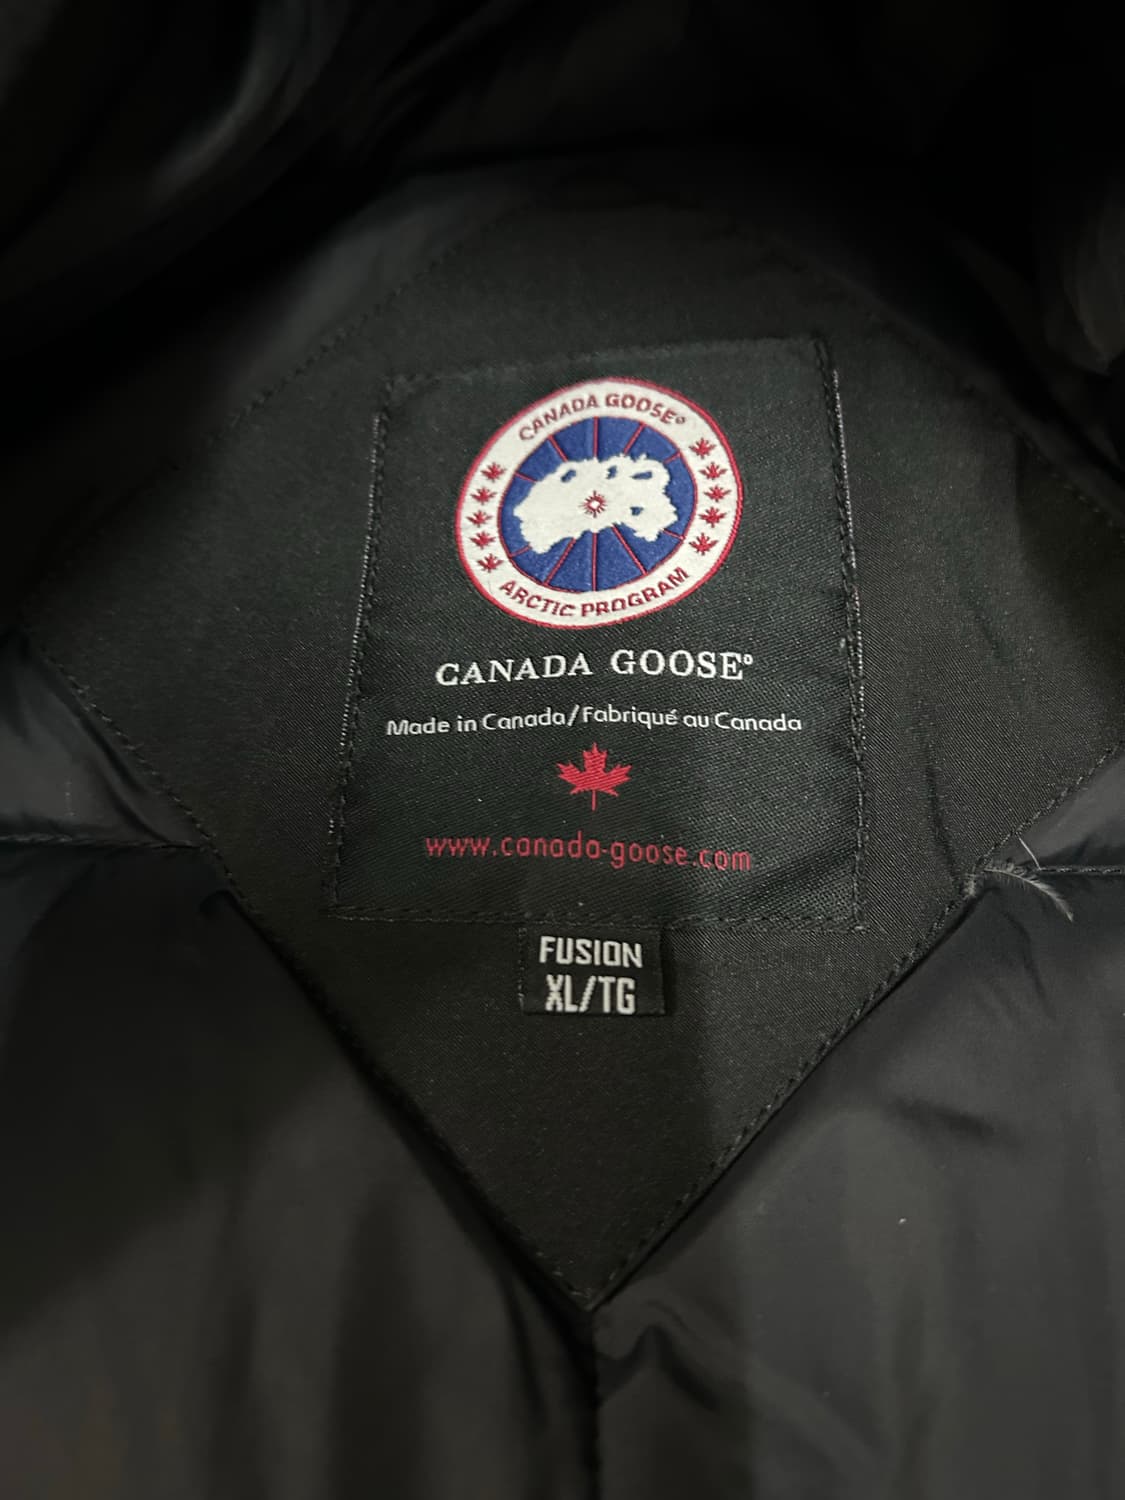 CANADA GOOSE®
ARCTIC PROGRAM
CANADA GOOSE®
Made in Canada/Fabriqué au Canada
www.canada-goose.com
FUSION
XL/TG